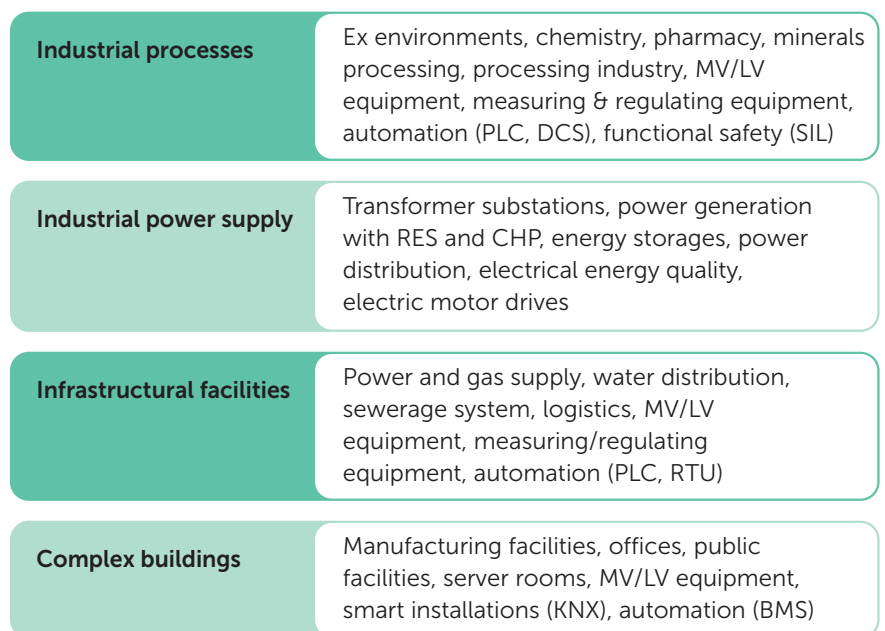 Industrial processes
Ex environments, chemistry, pharmacy, minerals
processing, processing industry, MV/LV
equipment, measuring & regulating equipment,
automation (PLC, DCS), functional safety (SIL)
Industrial power supply
Transformer substations, power generation
with RES and CHP, energy storages, power
distribution, electrical energy quality,
electric motor drives
Infrastructural facilities
Power and gas supply, water distribution,
sewerage system, logistics, MV/LV
equipment, measuring/regulating
equipment, automation (PLC, RTU)
Complex buildings
Manufacturing facilities, offices, public
facilities, server rooms, MV/LV equipment,
smart installations (KNX), automation (BMS)